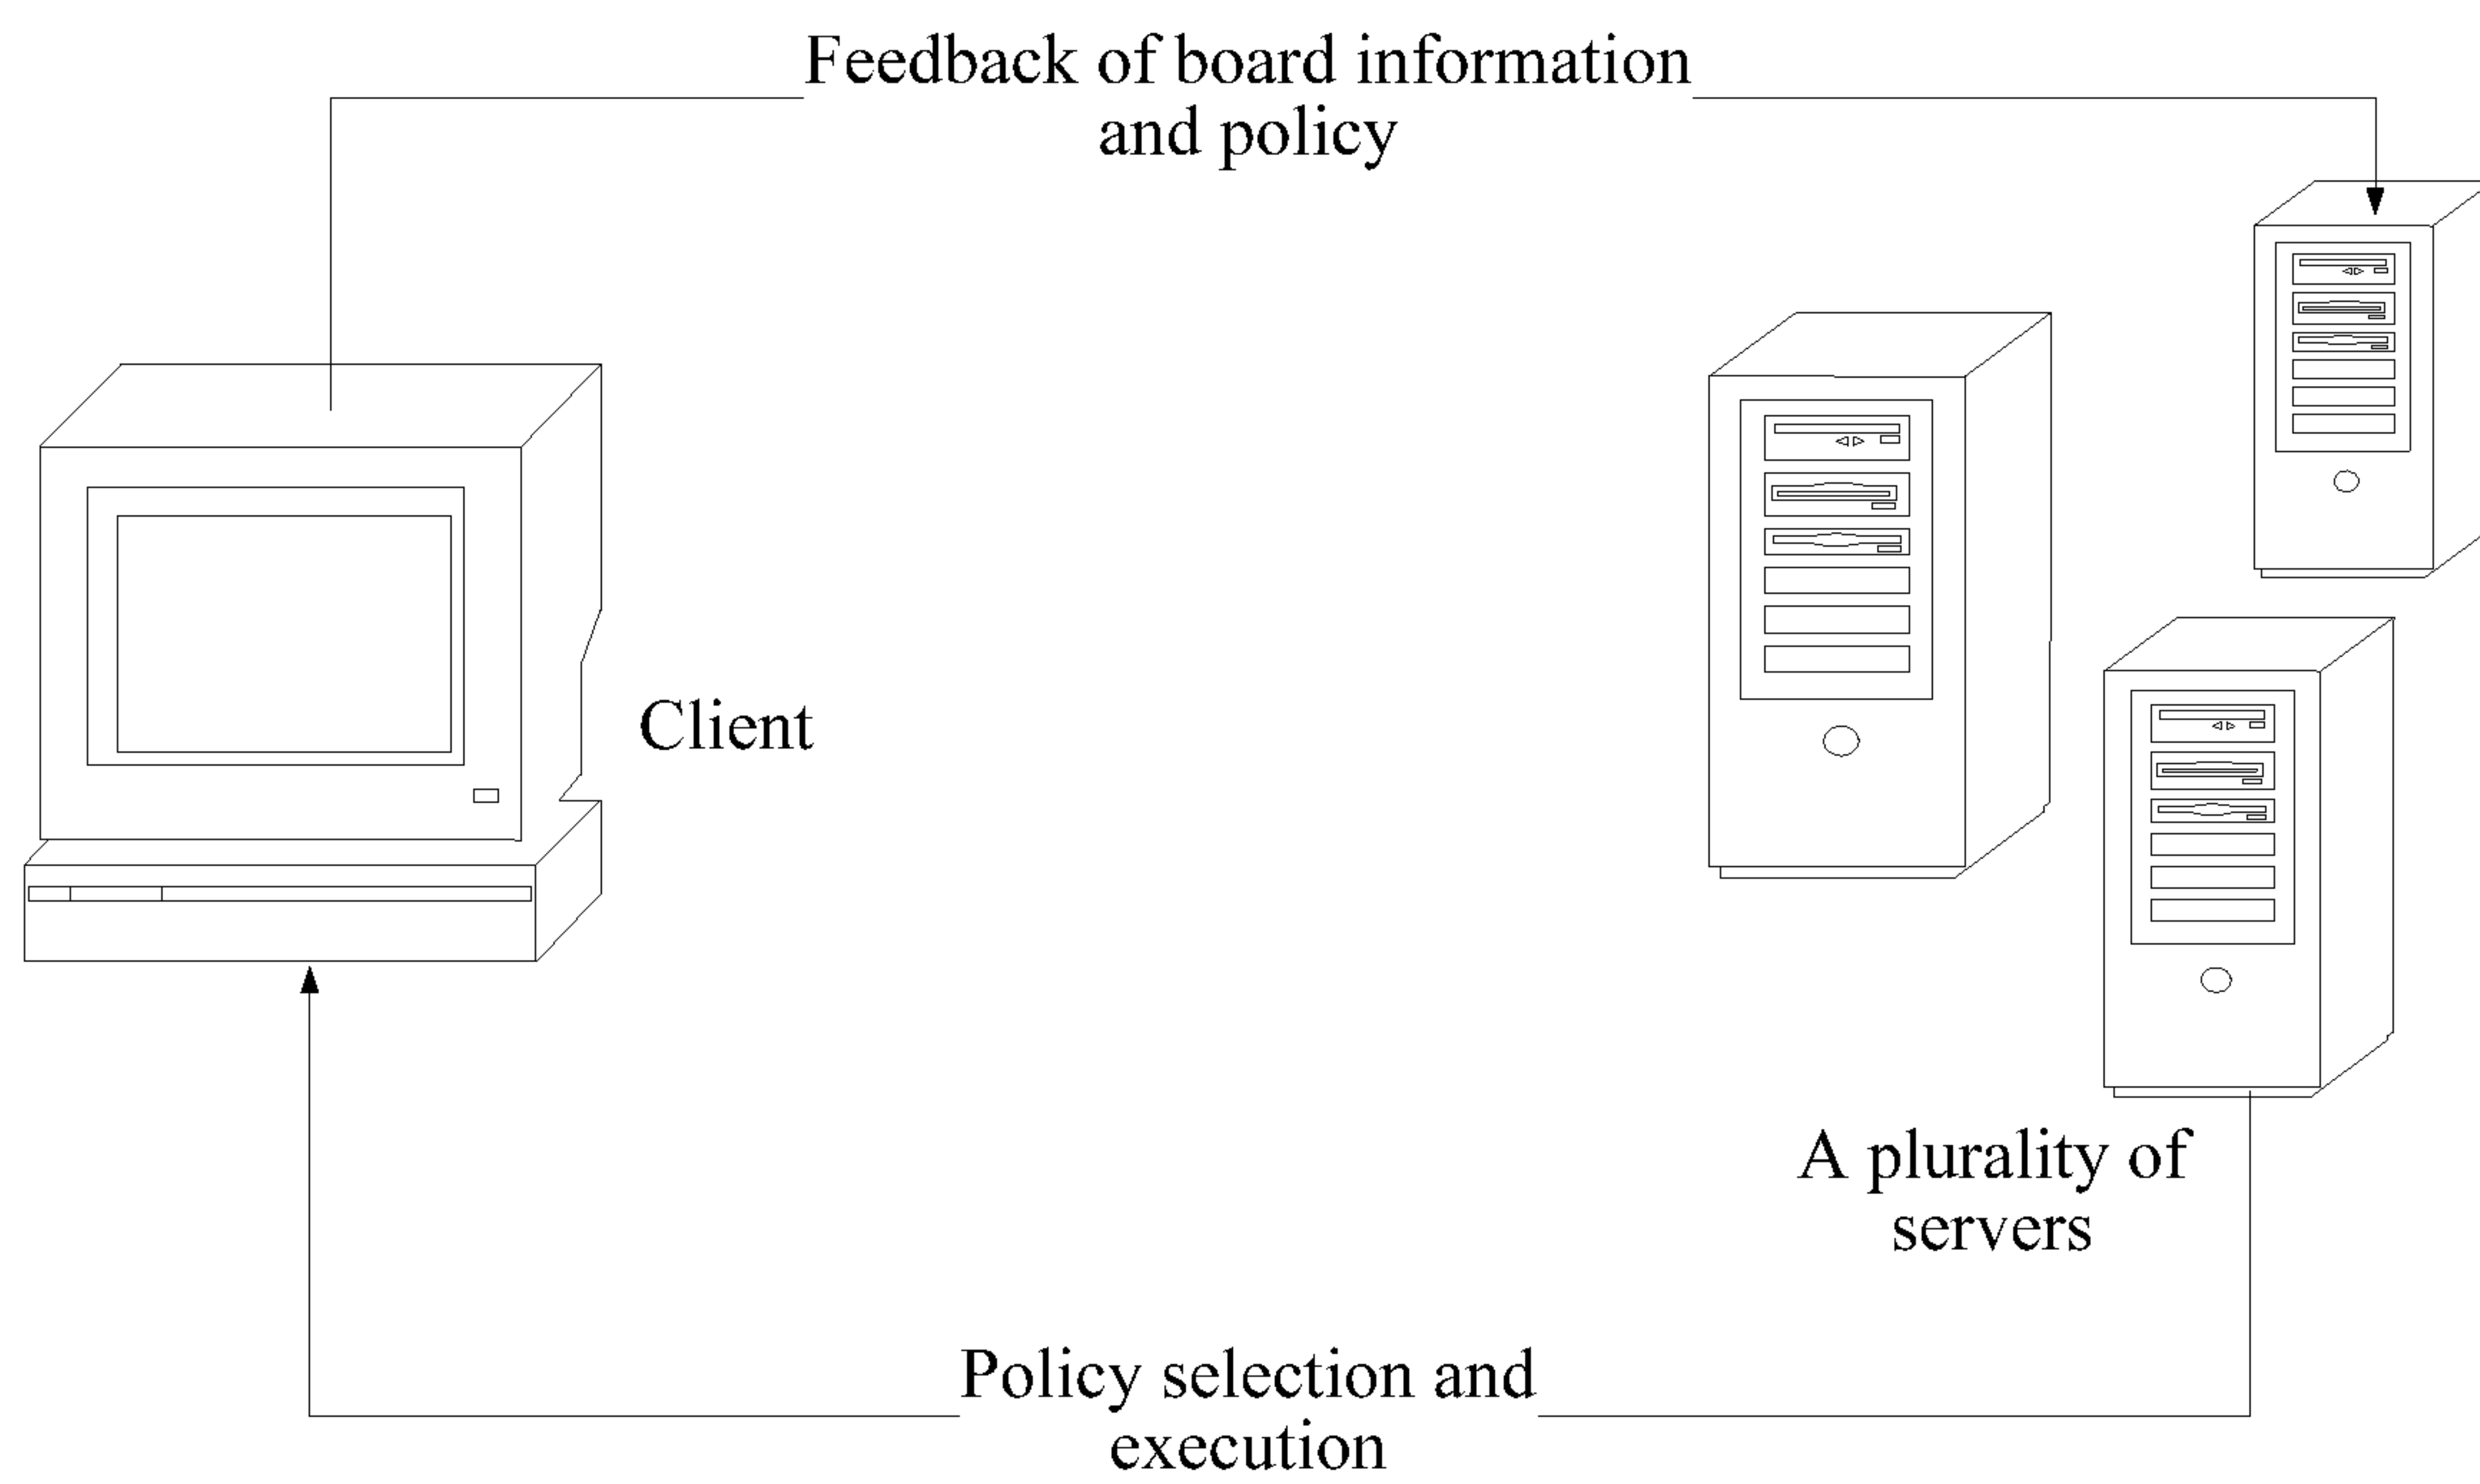 Feedback of board information
and policy
Client
A plurality of
servers
Policy selection and
execution